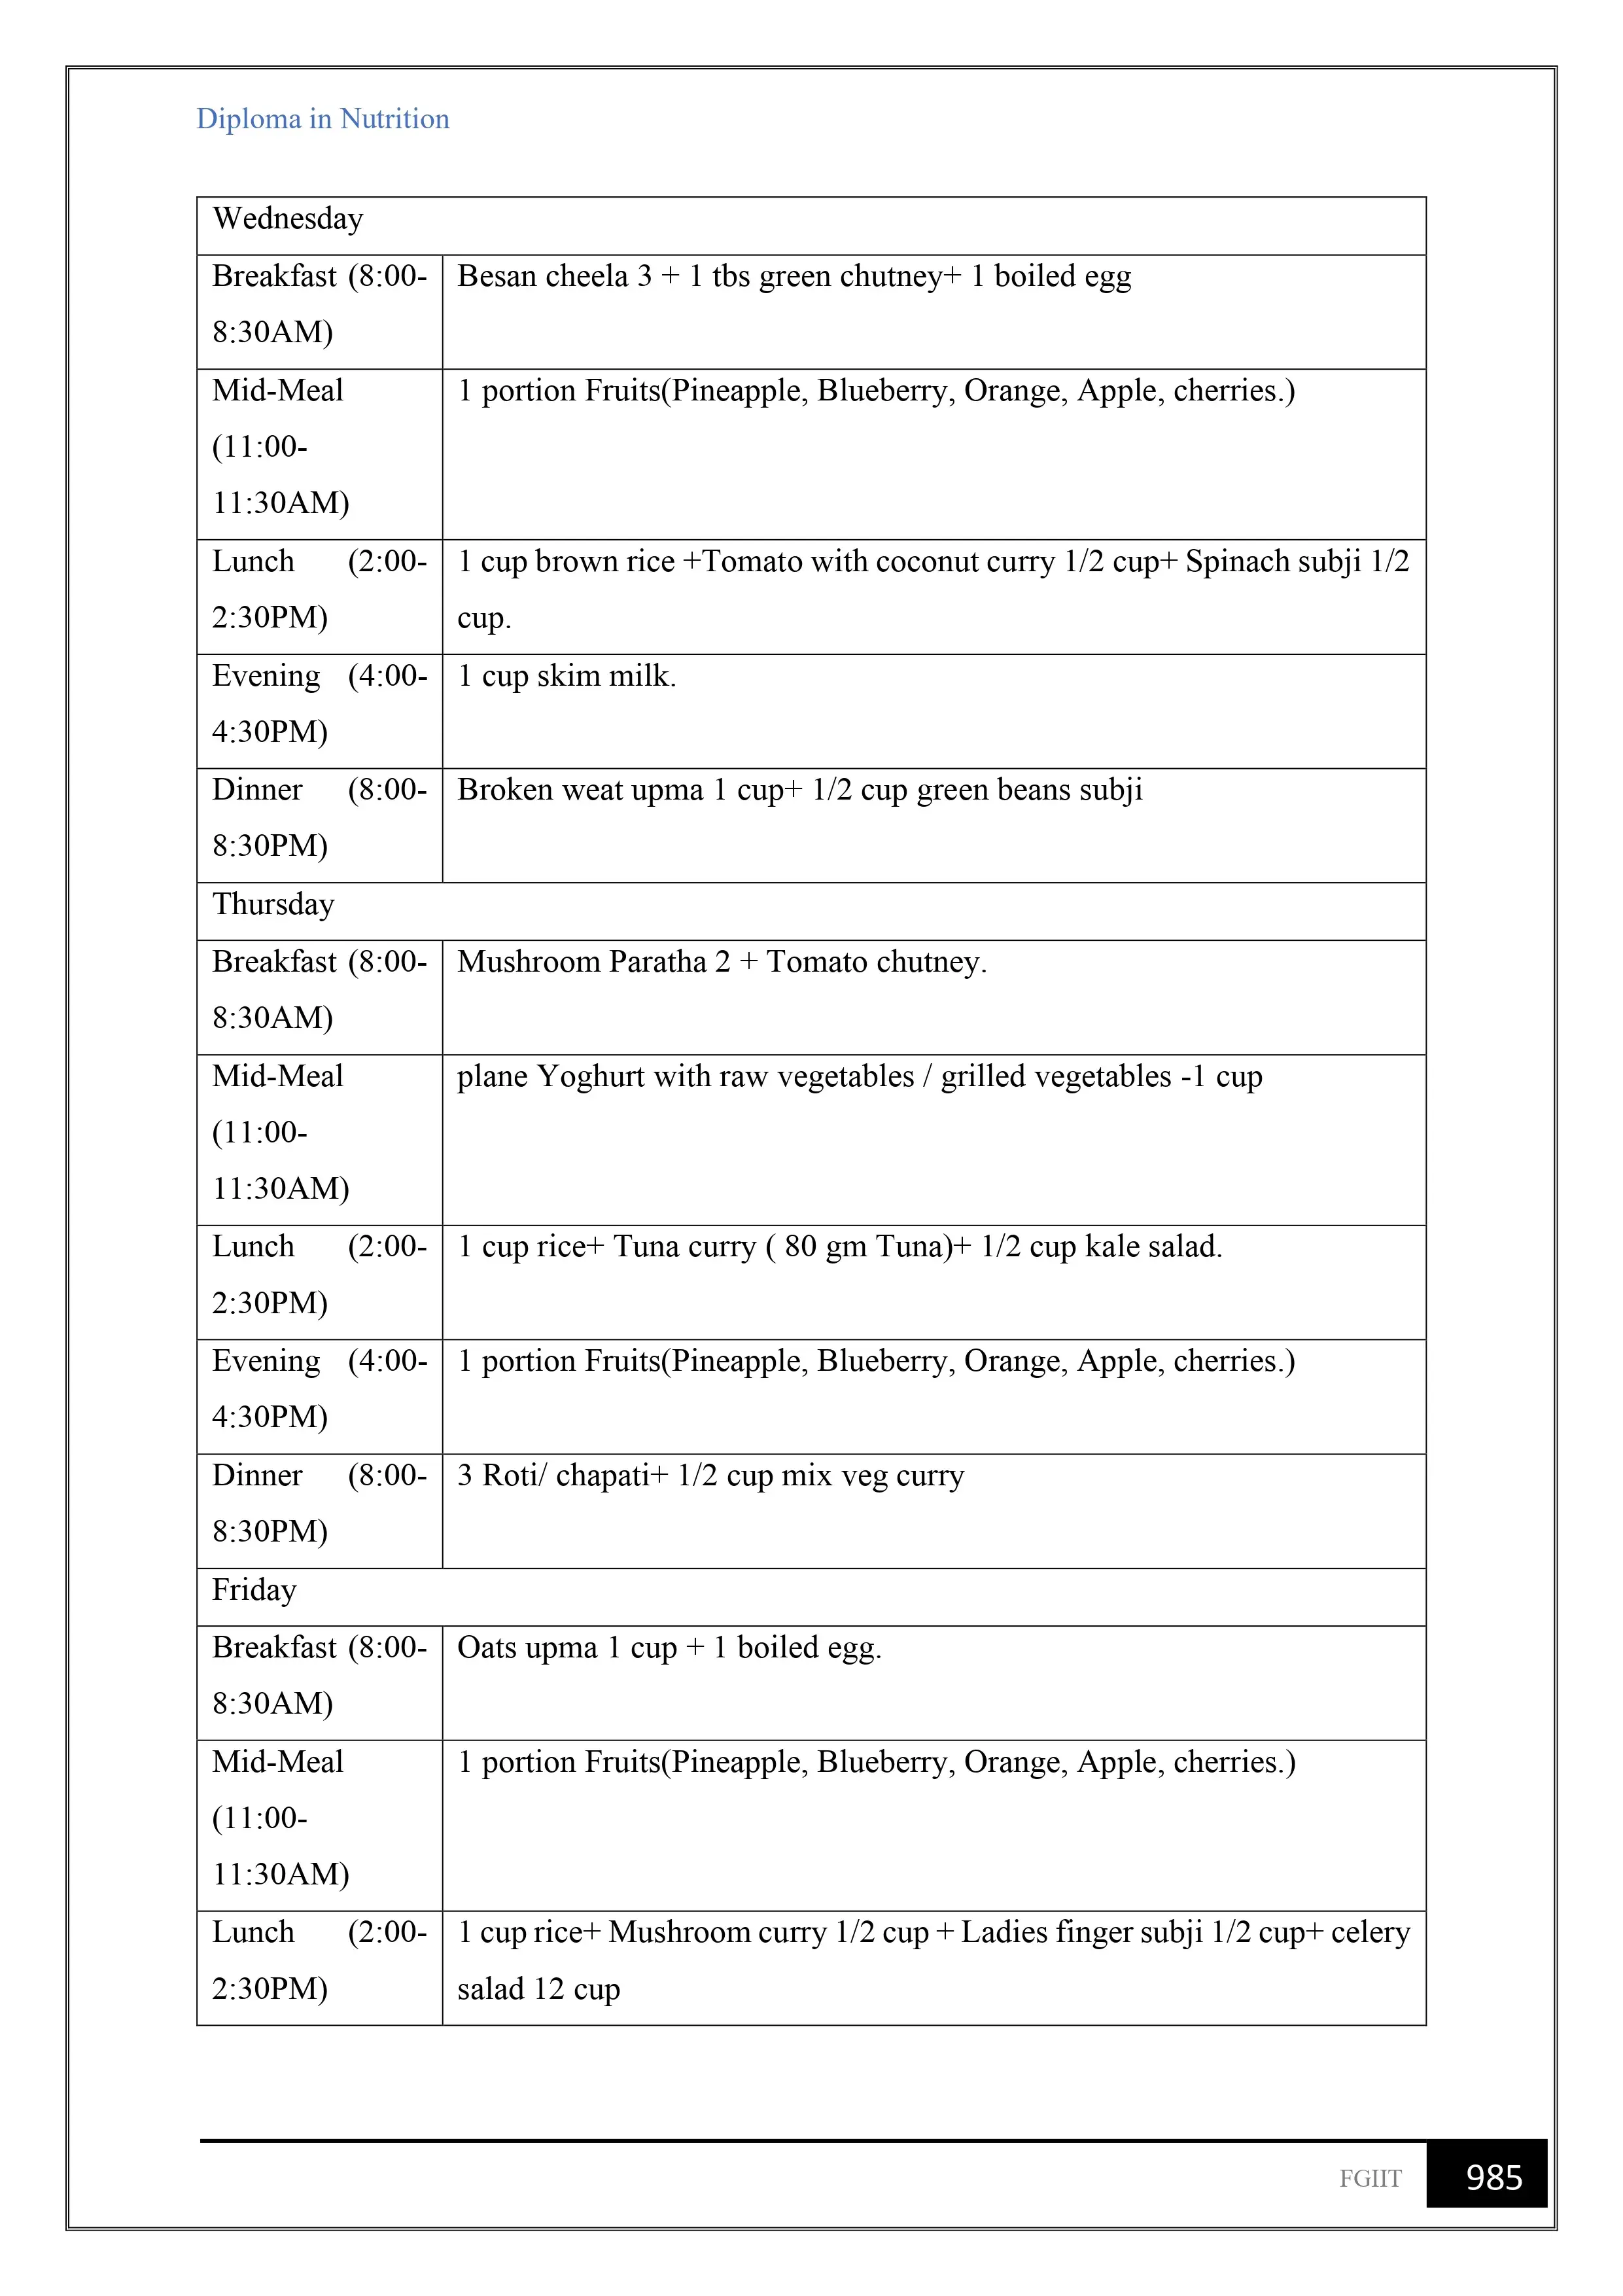 Diploma in Nutrition
Wednesday
Breakfast (8:00-
8:30AM)
Besan cheela 3 + 1 tbs green chutney+ 1 boiled egg
Mid-Meal
(11:00-
11:30AM)
1 portion Fruits(Pineapple, Blueberry, Orange, Apple, cherries.)
Lunch (2:00-
2:30PM)
1 cup brown rice +Tomato with coconut curry 1/2 cup+ Spinach subji 1/2
cup.
Evening (4:00-
4:30PM)
1 cup skim milk.
Dinner (8:00-
8:30PM)
Broken weat upma 1 cup+ 1/2 cup green beans subji
Thursday
Breakfast (8:00-
8:30AM)
Mushroom Paratha 2 + Tomato chutney.
Mid-Meal
(11:00-
11:30AM)
plane Yoghurt with raw vegetables / grilled vegetables -1 cup
Lunch (2:00-
2:30PM)
1 cup rice+ Tuna curry ( 80 gm Tuna)+ 1/2 cup kale salad.
Evening (4:00-
4:30PM)
1 portion Fruits(Pineapple, Blueberry, Orange, Apple, cherries.)
Dinner (8:00-
8:30PM)
3 Roti/ chapati+ 1/2 cup mix veg curry
Friday
Breakfast (8:00-
8:30AM)
Oats upma 1 cup + 1 boiled egg.
Mid-Meal
(11:00-
11:30AM)
1 portion Fruits(Pineapple, Blueberry, Orange, Apple, cherries.)
Lunch (2:00-
2:30PM)
1 cup rice+ Mushroom curry 1/2 cup + Ladies finger subji 1/2 cup+ celery
salad 12 cup
FGIIT 985